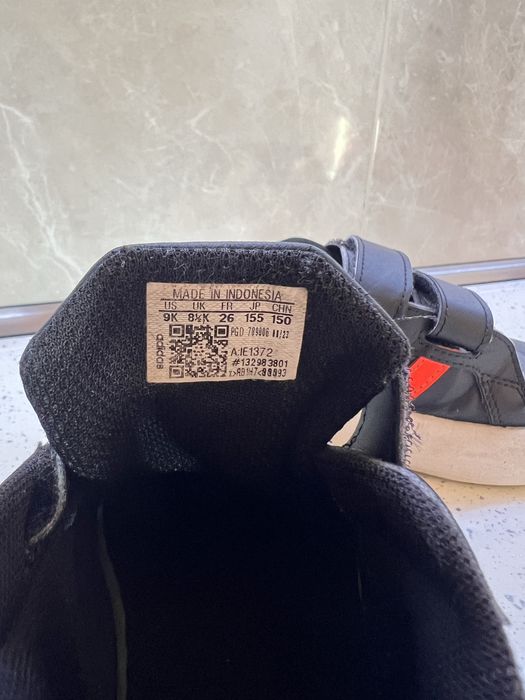 MADE IN INDONESIA
US UK FR JP CHN
9K 8½K 26 155 150
adidas
PGD 789006 11/23
A:IE1372
#132983801